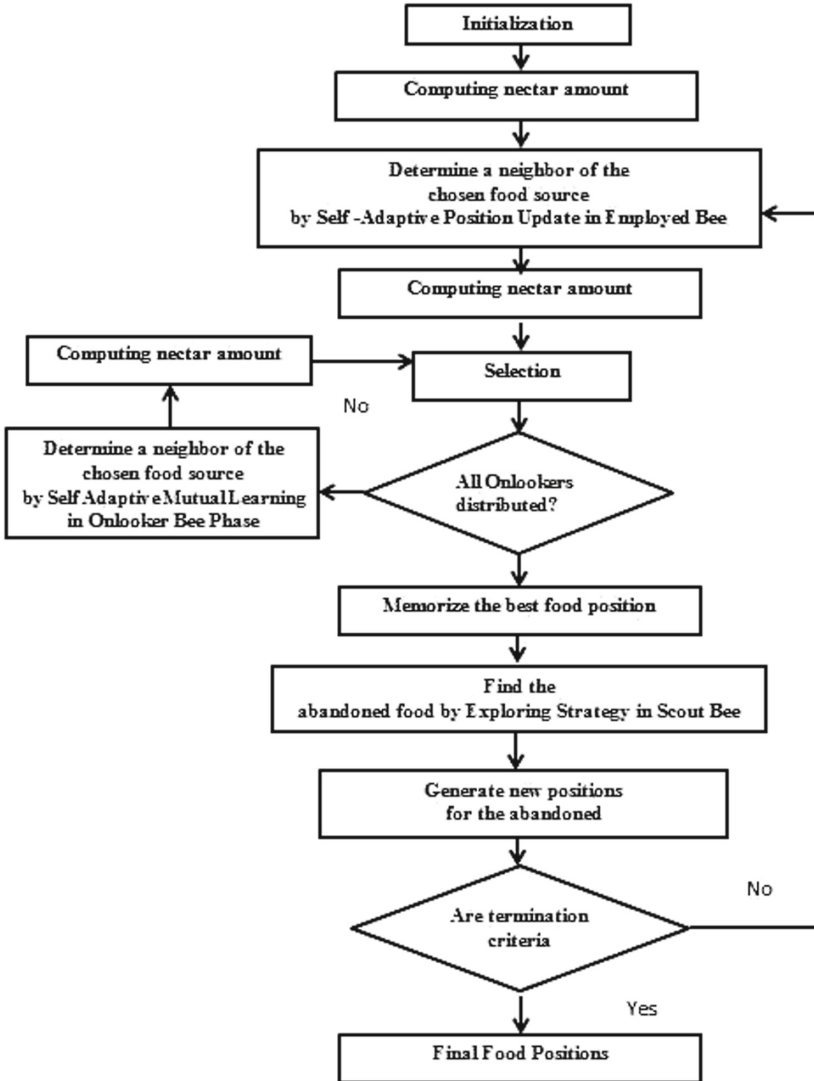 Initialization
Computing nectar amount
Determine a neighbor of the
chosen food source
by Self -Adaptive Position Update in Employed Bee
Computing nectar amount
Computing nectar amount
Selection
No
Determine a neighbor of the
chosen food source
by Self Adaptive Mutual Learning
in Onlooker Bee Phase
All Onlookers
distributed?
Memorize the best food position
Find the
abandoned food by Exploring Strategy in Scout Bee
Generate new positions
for the abandoned
No
Are termination
criteria
Yes
Final Food Positions